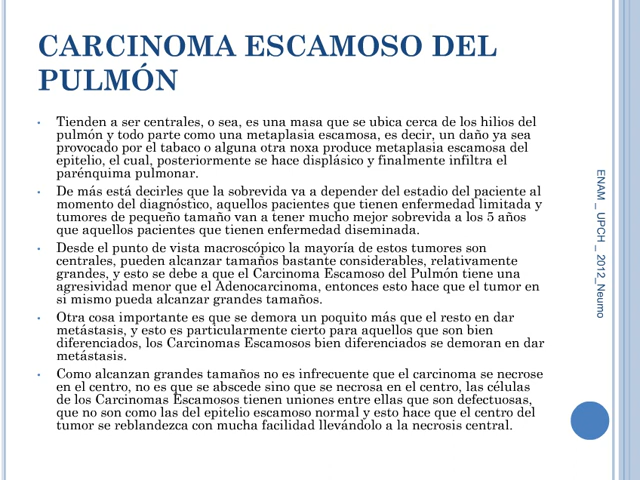 CARCINOMA ESCAMOSO DEL
PULMÓN
• Tienden a ser centrales, o sea, es una masa que se ubica cerca de los hilios del
pulmón y todo parte como una metaplasia escamosa, es decir, un daño ya sea
provocado por el tabaco o alguna otra noxa produce metaplasia escamosa del
epitelio, el cual, posteriormente se hace displásico y finalmente infiltra el
parénquima pulmonar.
• De más está decirles que la sobrevida va a depender del estadio del paciente al
momento del diagnóstico, aquellos pacientes que tienen enfermedad limitada y
tumores de pequeño tamaño van a tener mucho mejor sobrevida a los 5 años
que aquellos pacientes que tienen enfermedad diseminada.
• Desde el punto de vista macroscópico la mayoría de estos tumores son
centrales, pueden alcanzar tamaños bastante considerables, relativamente
grandes, y esto se debe a que el Carcinoma Escamoso del Pulmón tiene una
agresividad menor que el Adenocarcinoma, entonces esto hace que el tumor en
si mismo pueda alcanzar grandes tamaños.
• Otra cosa importante es que se demora un poquito más que el resto en dar
metástasis, y esto es particularmente cierto para aquellos que son bien
diferenciados, los Carcinomas Escamosos bien diferenciados se demoran en dar
metástasis.
• Como alcanzan grandes tamaños no es infrecuente que el carcinoma se necrose
en el centro, no es que se abscede sino que se necrosa en el centro, las células
de los Carcinomas Escamosos tienen uniones entre ellas que son defectuosas,
que no son como las del epitelio escamoso normal y esto hace que el centro del
tumor se reblandezca con mucha facilidad llevándolo a la necrosis central.
ENAM _ UPCH _ 2012_Neumo